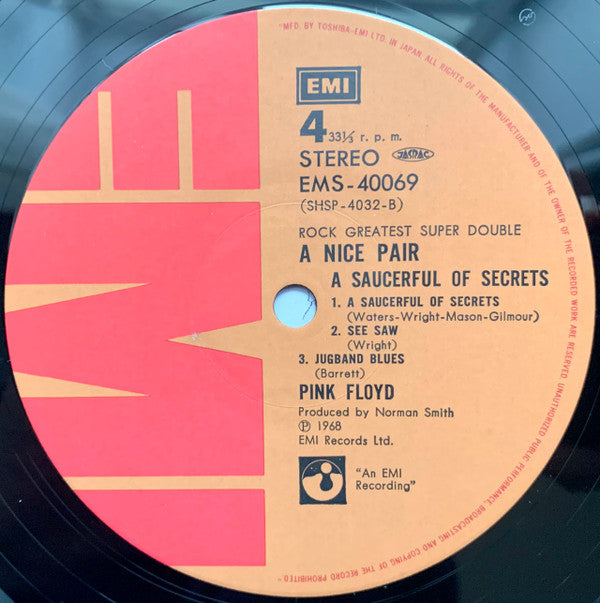 "MFD. BY TOSHIBA-EMI LTD. IN JAPAN. ALL RIGHTS OF THE MANUFACTURER AND OF THE OWNER OF THE RECORDED WORK ARE RESERVED. UNAUTHORIZED PUBLIC PERFORMANCE, BROADCASTING AND COPYING OF THE RECORD PROHIBITED"
EMI
EMI
4 33⅓ r. p. m.
STEREO JASRAC
EMS-40069
(SHSP-4032-B)
ROCK GREATEST SUPER DOUBLE
A NICE PAIR
A SAUCERFUL OF SECRETS
1. A SAUCERFUL OF SECRETS
(Waters-Wright-Mason-Gilmour)
2. SEE SAW
(Wright)
3. JUGBAND BLUES
(Barrett)
PINK FLOYD
Produced by Norman Smith
℗ 1968
EMI Records Ltd.
"An EMI
Recording"